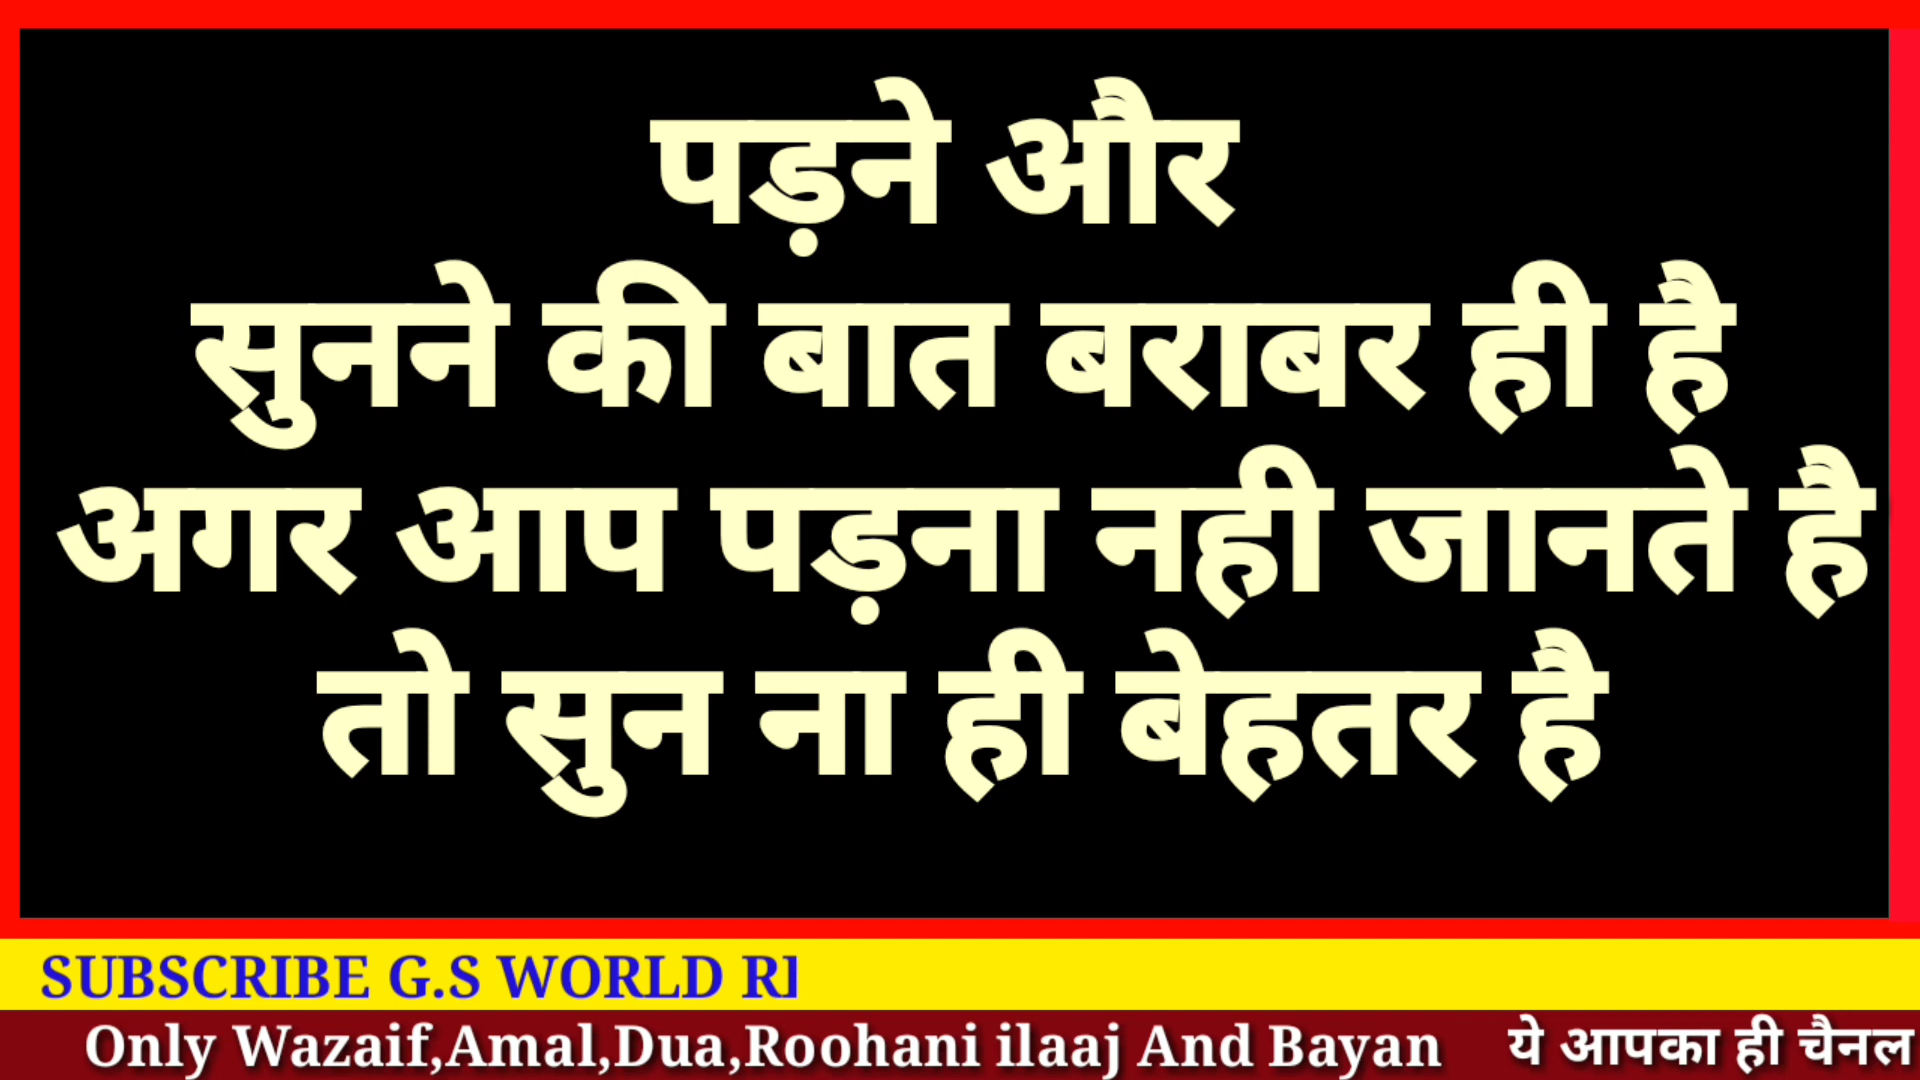 पड़ने और
सुनने की बात बराबर ही है
अगर आप पड़ना नही जानते है
तो सुन ना ही बेहतर है
SUBSCRIBE G.S WORLD
Only Wazaif,Amal,Dua,Roohani ilaaj And Bayan ये आपका ही चैनल